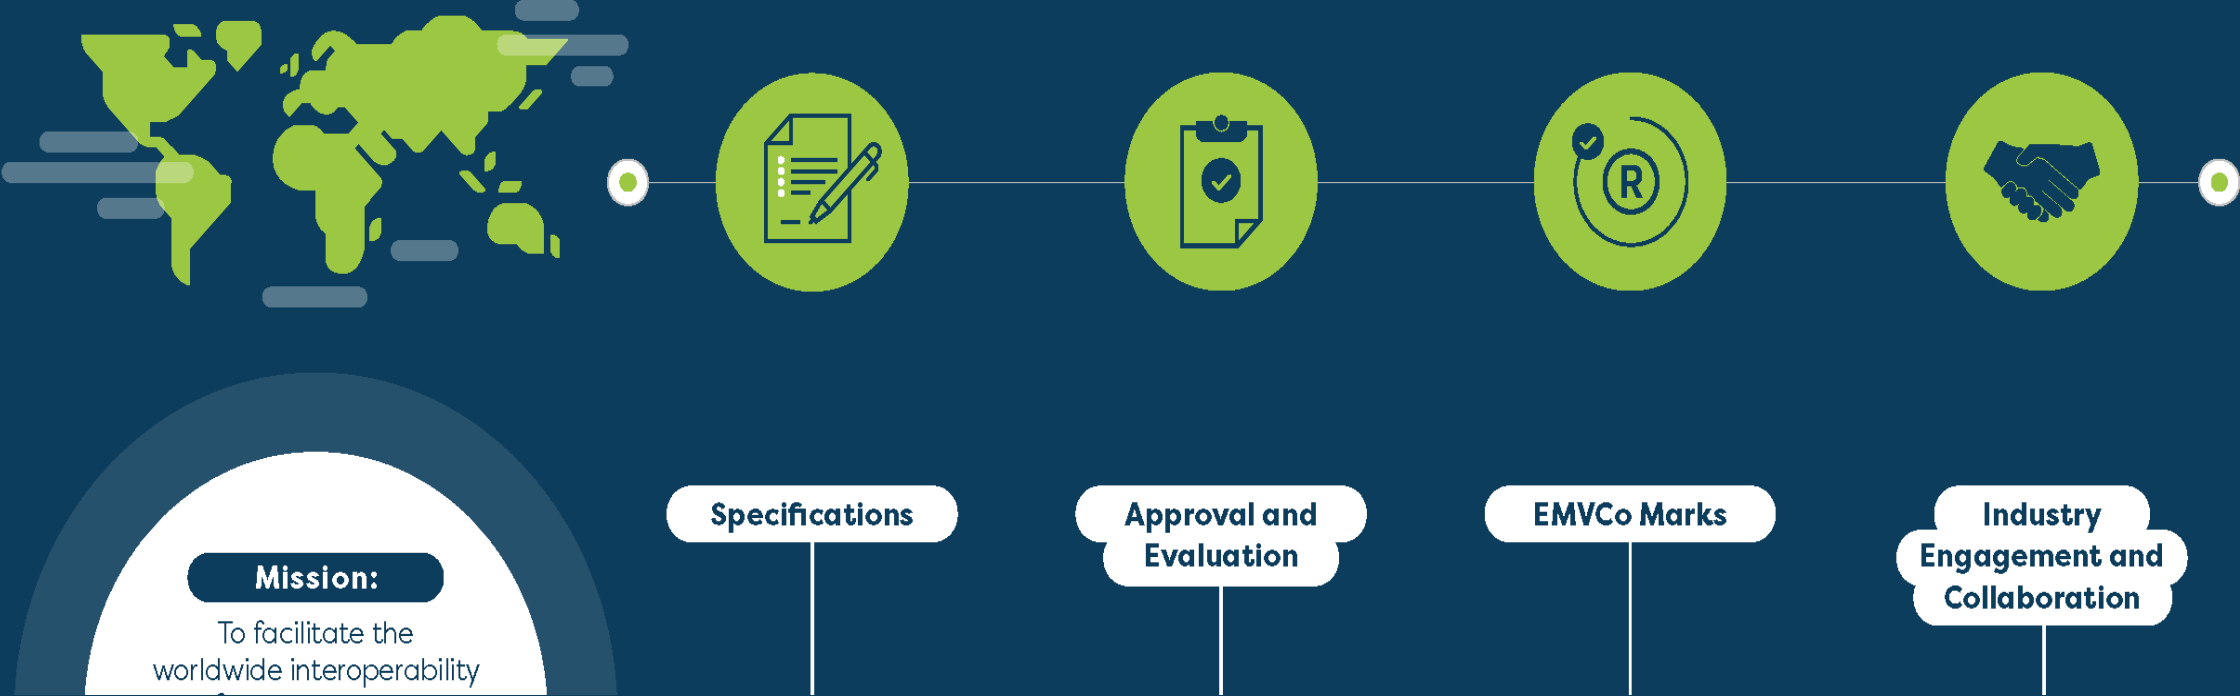 R
Specifications
Approval and
Evaluation
EMVCo Marks
Industry
Engagement and
Collaboration
Mission:
To facilitate the
worldwide interoperability